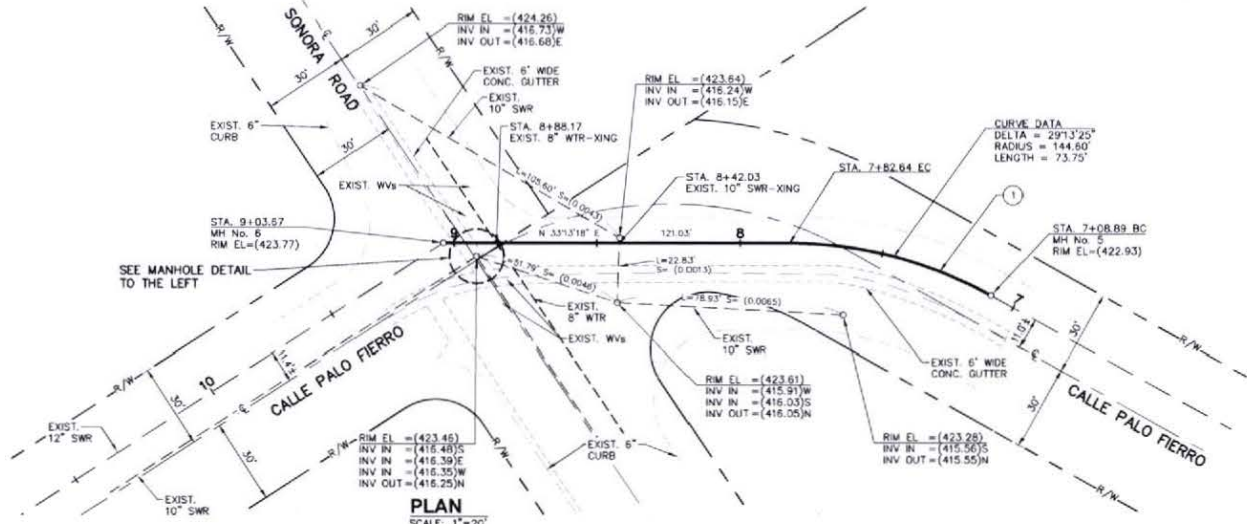 SONORA ROAD
R/W
30'
30'
30'
RIM EL =(424.26)
INV IN =(416.73)W
INV OUT =(416.68)E
R/W
EXIST. 6' WIDE
CONC. GUTTER
EXIST.
10" SWR
EXIST. 6"
CURB
STA. 8+88.17
EXIST. 8" WTR-XING
RIM EL =(423.64)
INV IN =(416.24)W
INV OUT =(416.15)E
R/W
CURVE DATA
DELTA = 29°13'25"
RADIUS = 144.60'
LENGTH = 73.75'
STA. 7+82.64 EC
1
EXIST. WVs
L=105.60' S=(0.0043)
STA. 8+42.03
EXIST. 10" SWR-XING
STA. 9+03.67
MH No. 6
RIM EL=(423.77)
9
N 33°13'18" E
121.03'
8
STA. 7+08.89 BC
MH No. 5
RIM EL=(422.93)
SEE MANHOLE DETAIL
TO THE LEFT
L=51.79' S= (0.0046)
L=22.83'
S= (0.0013)
L=78.93' S= (0.0065)
7
EXIST.
8" WTR
EXIST. WVs
EXIST.
10" SWR
11.0'±
30'
30'
EXIST. 6' WIDE
CONC. GUTTER
CALLE PALO FIERRO
R/W
R/W
R/W
10
11.4'±
30'
30'
CALLE PALO FIERRO
RIM EL =(423.61)
INV IN =(415.91)W
INV IN =(416.03)S
INV OUT =(416.05)N
RIM EL =(423.28)
INV IN =(415.56)S
INV OUT =(415.55)N
EXIST.
12" SWR
R/W
RIM EL =(423.46)
INV IN =(416.48)S
INV IN =(416.39)E
INV IN =(416.35)W
INV OUT =(416.25)N
EXIST. 6"
CURB
EXIST.
10" SWR
PLAN
SCALE: 1"=20'